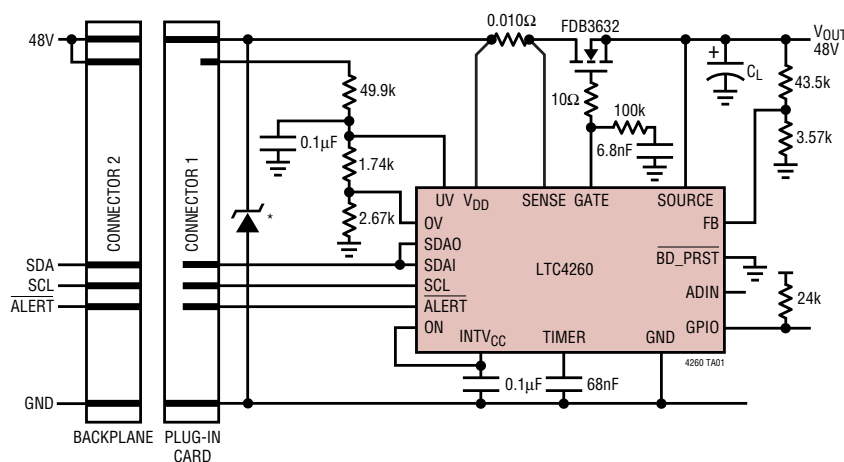 0.010Ω
FDB3632
VOUT
48V
48V
43.5k
CL
+
49.9k
10Ω
100k
0.1µF
6.8nF
3.57k
1.74k
CONNECTOR 2
CONNECTOR 1
UV
VDD
SENSE
GATE
SOURCE
*
2.67k
OV
FB
SDAO
SDA
SDAI
LTC4260
BD_PRST
SCL
SCL
ADIN
24k
ALERT
ALERT
ON
GPIO
INTVCC
TIMER
GND
4260 TA01
0.1µF
68nF
GND
BACKPLANE
PLUG-IN
CARD